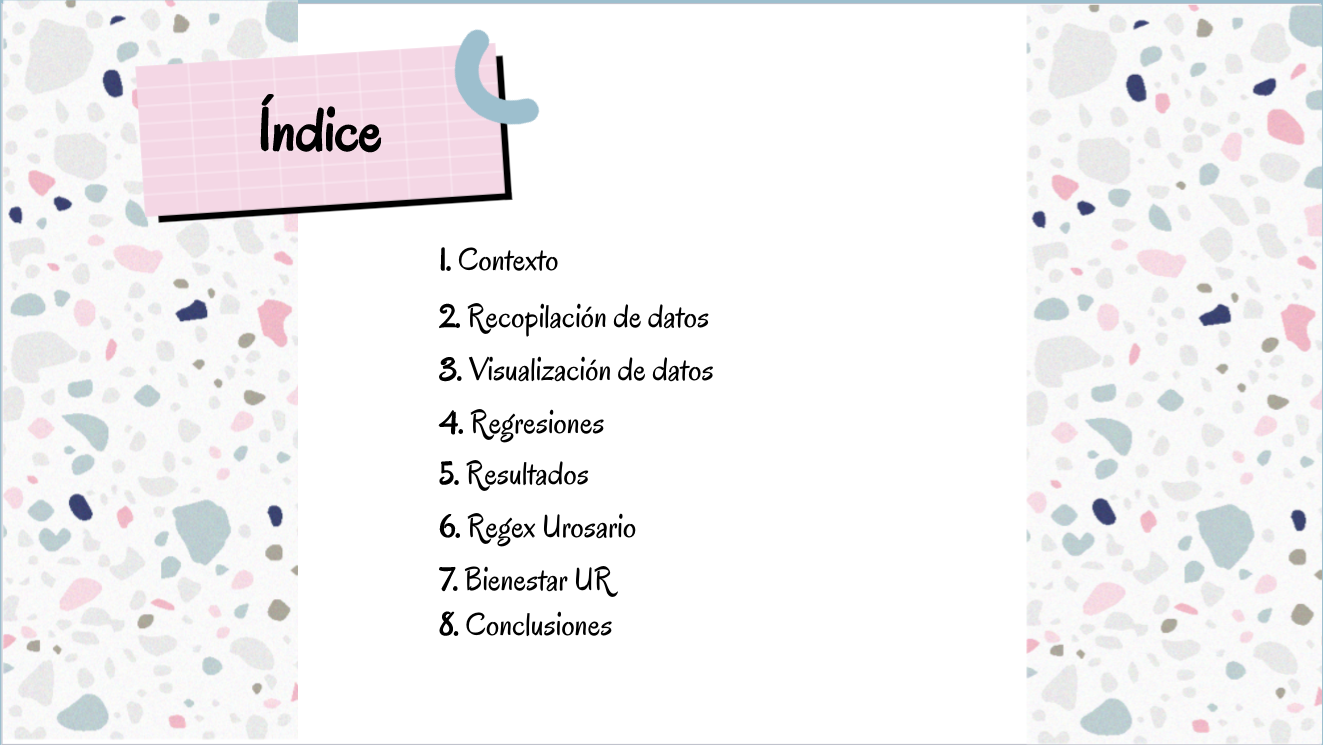 Índice
1. Contexto
2. Recopilación de datos
3. Visualización de datos
4. Regresiones
5. Resultados
6. Regex Urosario
7. Bienestar UR
8. Conclusiones